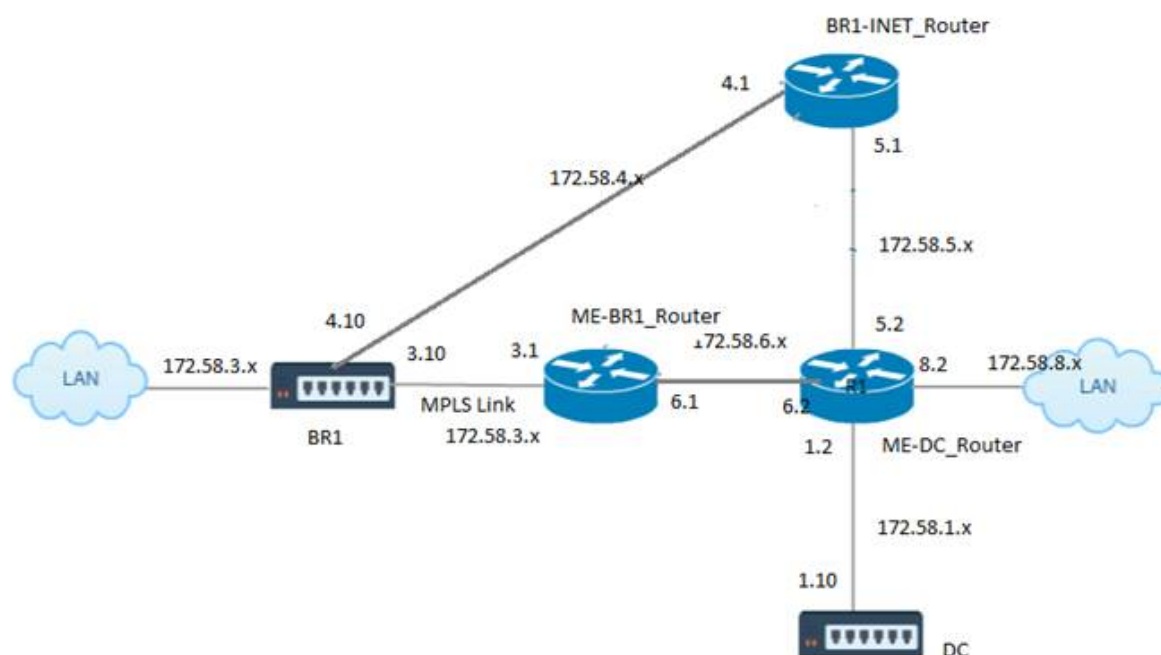 BR1-INET_Router
4.1
5.1
172.58.4.x
172.58.5.x
4.10
ME-BR1_Router
5.2
172.58.3.x
3.10
3.1
172.58.6.x
8.2
172.58.8.x
LAN
R1
LAN
MPLS Link
6.1
6.2
BR1
172.58.3.x
1.2
ME-DC_Router
172.58.1.x
1.10
DC